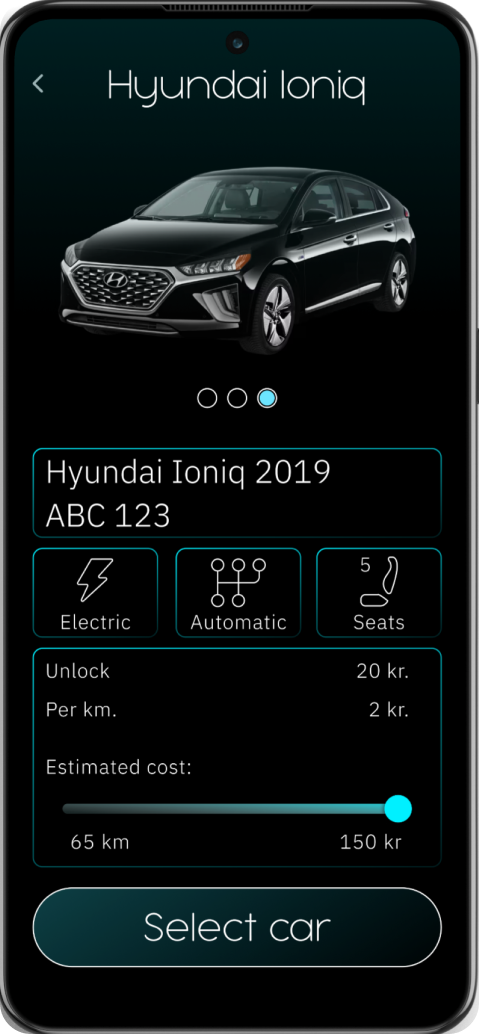 Hyundai Ioniq
Hyundai Ioniq 2019
ABC 123
5
Electric
Automatic
Seats
Unlock 20 kr.
Per km. 2 kr.
Estimated cost:
65 km 150 kr
Select car